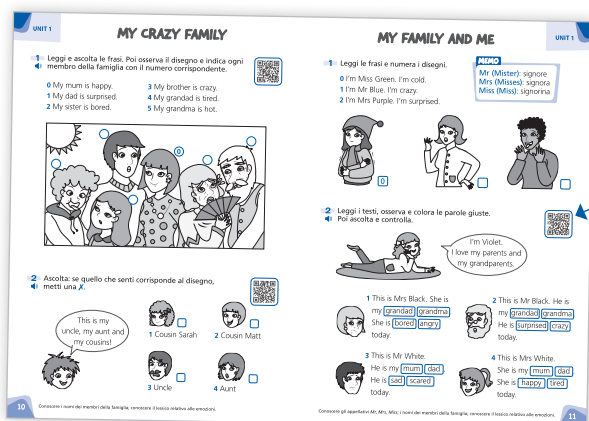 UNIT 1
MY CRAZY FAMILY
1 Leggi e ascolta le frasi. Poi osserva il disegno e indica ogni
membro della famiglia con il numero corrispondente.
0 My mum is happy.
1 My dad is surprised.
2 My sister is bored.
3 My brother is crazy.
4 My grandad is tired.
5 My grandma is hot.
0
2 Ascolta: se quello che senti corrisponde al disegno,
metti una X.
This is my
uncle, my aunt and
my cousins!
1 Cousin Sarah
2 Cousin Matt
3 Uncle
4 Aunt
10
Conoscere i nomi dei membri della famiglia; conoscere il lessico relativo alle emozioni.
MY FAMILY AND ME
UNIT 1
1 Leggi le frasi e numera i disegni.
0 I'm Miss Green. I'm cold.
1 I'm Mr Blue. I'm crazy.
2 I'm Mrs Purple. I'm surprised.
MEMO
Mr (Mister): signore
Mrs (Misses): signora
Miss (Miss): signorina
0
2 Leggi i testi, osserva e colora le parole giuste.
Poi ascolta e controlla.
I'm Violet.
I love my parents and
my grandparents.
1 This is Mrs Black. She is
my grandad grandma
She is bored angry
today.
2 This is Mr Black. He is
my grandad grandma
He is surprised crazy
today.
3 This is Mr White.
He is my mum dad
He is sad scared
today.
4 This is Mrs White.
She is my mum dad
She is happy tired
today.
Conoscere gli appellativi Mr, Mrs, Miss; i nomi dei membri della famiglia; conoscere il lessico relativo alle emozioni.
11